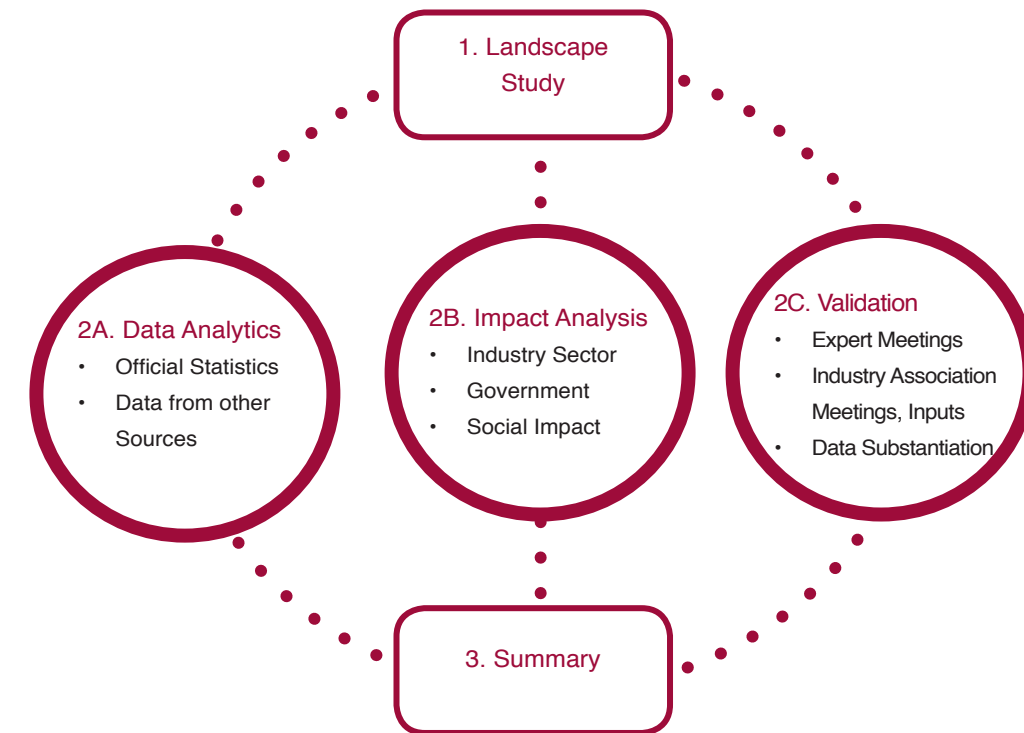 1. Landscape
Study
2A. Data Analytics
• Official Statistics
• Data from other
Sources
2B. Impact Analysis
• Industry Sector
• Government
• Social Impact
2C. Validation
• Expert Meetings
• Industry Association
Meetings, Inputs
• Data Substantiation
3. Summary